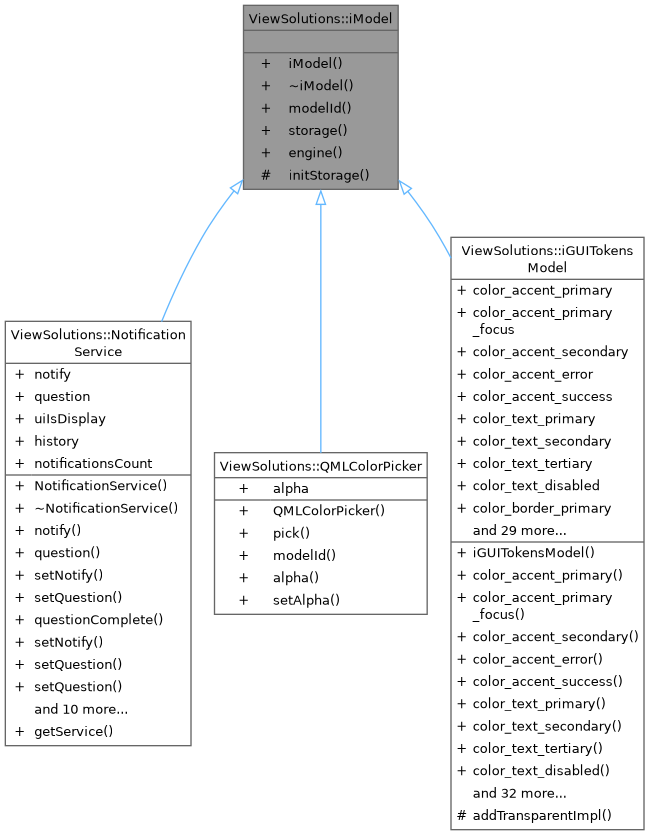 ViewSolutions::iModel
+ iModel()
+ ~iModel()
+ modelId()
+ storage()
+ engine()
# initStorage()
ViewSolutions::Notification
Service
+ notify
+ question
+ uiIsDisplay
+ history
+ notificationsCount
+ NotificationService()
+ ~NotificationService()
+ notify()
+ question()
+ setNotify()
+ setQuestion()
+ questionComplete()
+ setNotify()
+ setQuestion()
+ setQuestion()
and 10 more...
+ getService()
ViewSolutions::QMLColorPicker
+ alpha
+ QMLColorPicker()
+ pick()
+ modelId()
+ alpha()
+ setAlpha()
ViewSolutions::iGUITokens
Model
+ color_accent_primary
+ color_accent_primary
_focus
+ color_accent_secondary
+ color_accent_error
+ color_accent_success
+ color_text_primary
+ color_text_secondary
+ color_text_tertiary
+ color_text_disabled
+ color_border_primary
and 29 more...
+ iGUITokensModel()
+ color_accent_primary()
+ color_accent_primary
_focus()
+ color_accent_secondary()
+ color_accent_error()
+ color_accent_success()
+ color_text_primary()
+ color_text_secondary()
+ color_text_tertiary()
+ color_text_disabled()
and 32 more...
# addTransparentImpl()